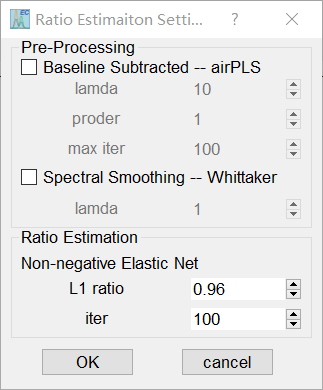 Ratio Estimaiton Setti... ?
Pre-Processing
Baseline Subtracted -- airPLS
lamda 10
proder 1
max iter 100
Spectral Smoothing -- Whittaker
lamda 1
Ratio Estimation
Non-negative Elastic Net
L1 ratio 0.96
iter 100
OK cancel